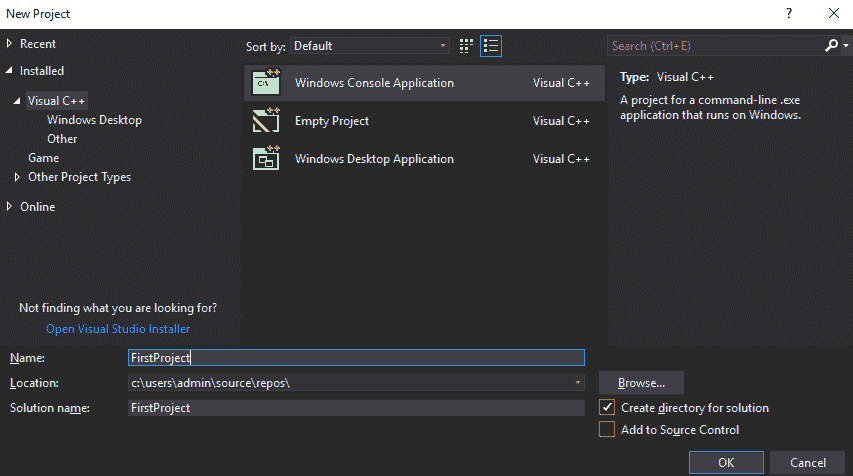 New Project
?
Recent
Installed
Visual C++
Windows Desktop
Other
Game
Other Project Types
Online
Not finding what you are looking for?
Open Visual Studio Installer
Sort by: Default
Windows Console Application Visual C++
Empty Project Visual C++
Windows Desktop Application Visual C++
Search (Ctrl+E)
Type: Visual C++
A project for a command-line .exe
application that runs on Windows.
Name: FirstProject
Location: c:\users\admin\source\repos\
Browse...
Solution name: FirstProject
Create directory for solution
Add to Source Control
OK Cancel